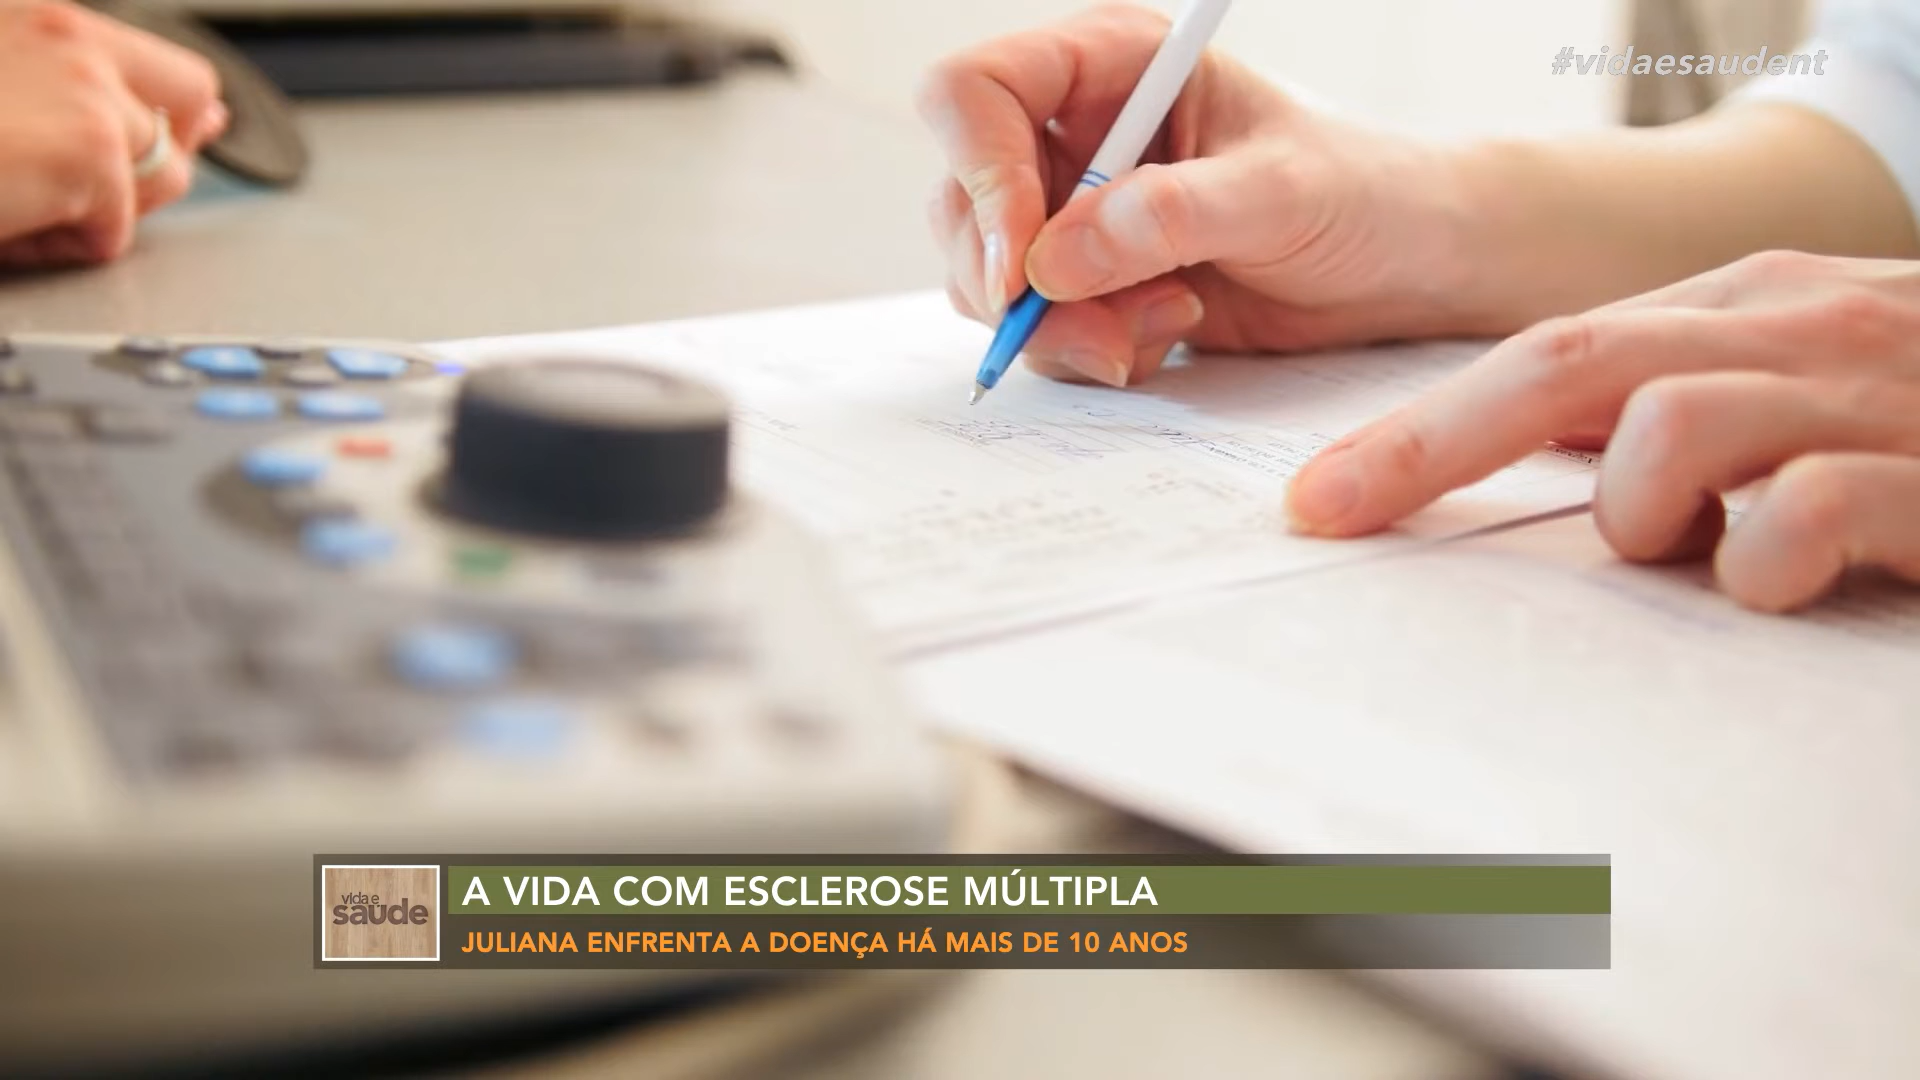 #vidaesaudent
vida e
saúde
A VIDA COM ESCLEROSE MÚLTIPLA
JULIANA ENFRENTA A DOENÇA HÁ MAIS DE 10 ANOS